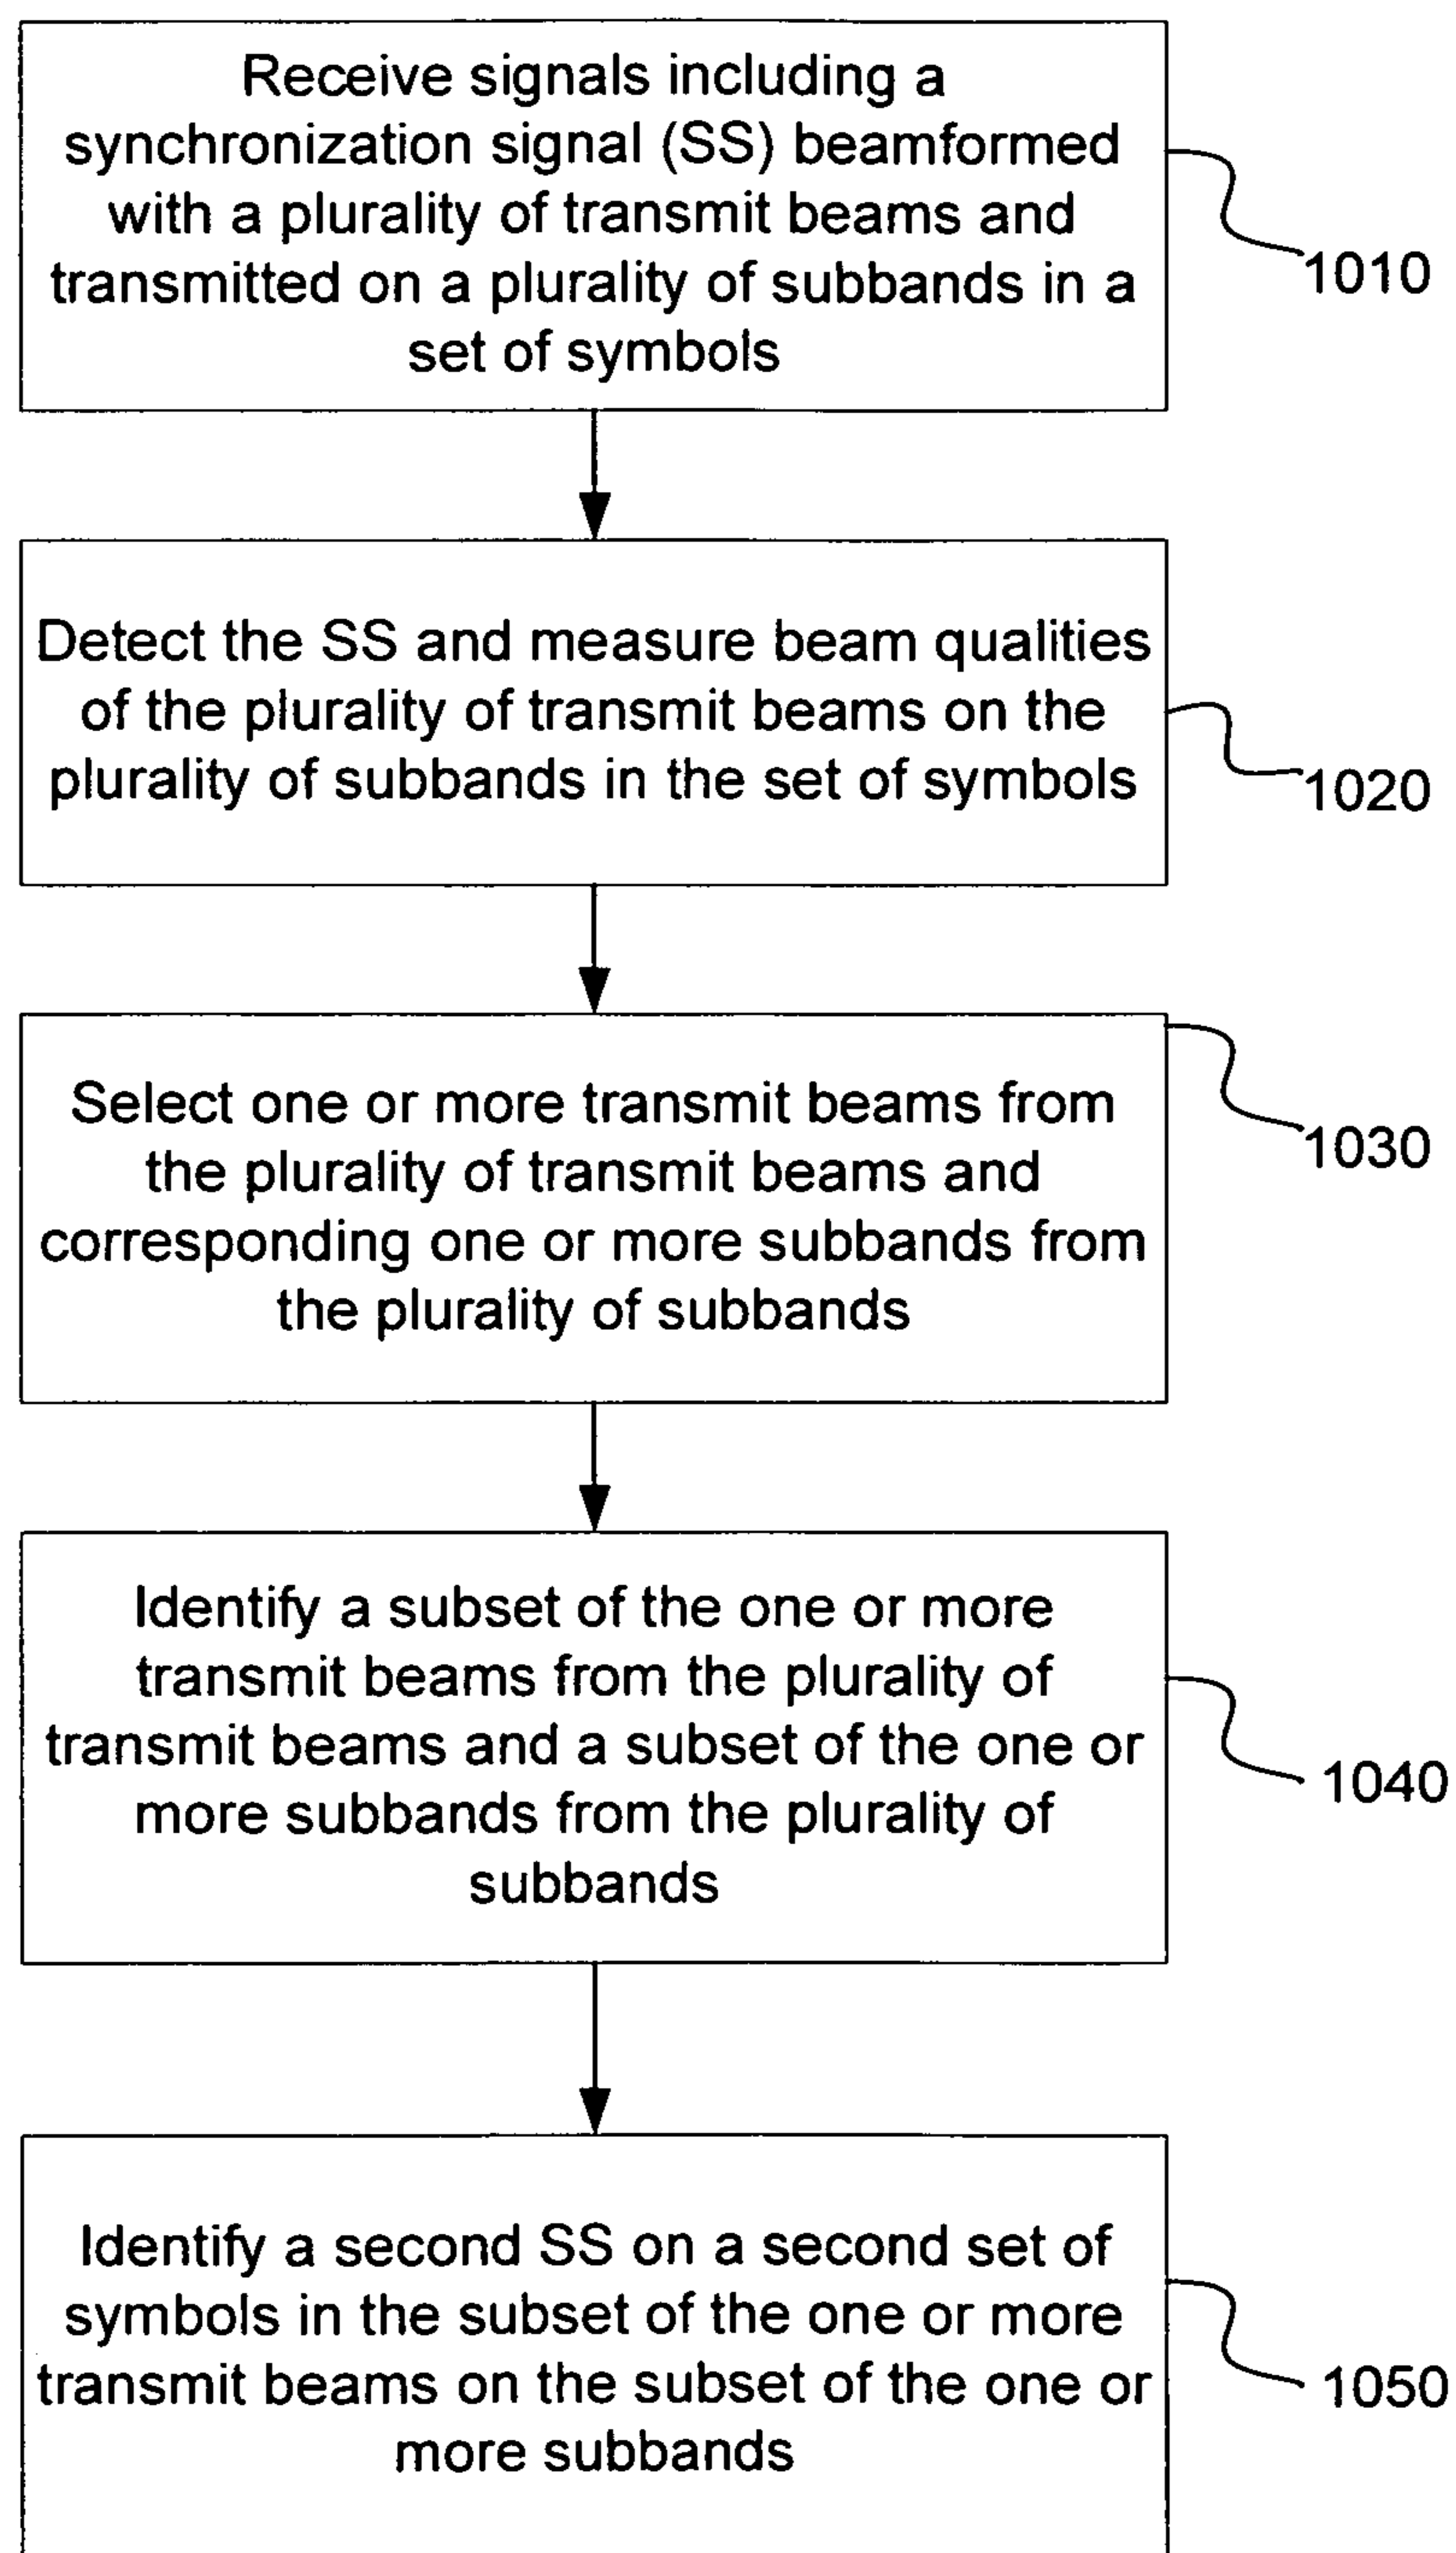 Receive signals including a
synchronization signal (SS) beamformed
with a plurality of transmit beams and
transmitted on a plurality of subbands in a
set of symbols
1010
Detect the SS and measure beam qualities
of the plurality of transmit beams on the
plurality of subbands in the set of symbols
1020
Select one or more transmit beams from
the plurality of transmit beams and
corresponding one or more subbands from
the plurality of subbands
1030
Identify a subset of the one or more
transmit beams from the plurality of
transmit beams and a subset of the one or
more subbands from the plurality of
subbands
1040
Identify a second SS on a second set of
symbols in the subset of the one or more
transmit beams on the subset of the one or
more subbands
1050